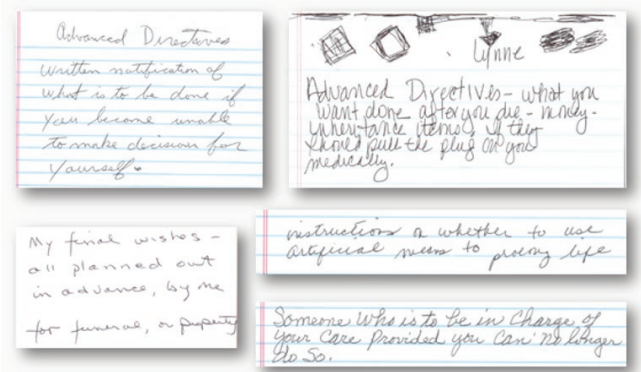 Advanced Directives
Written notification of
what is to be done if
you become unable
to make decision for
yourself.
Lynne
Advanced Directives - what you
want done after you die - money -
inheritance items, if they
should pull the plug on you
medically.
My final wishes -
all planned out
in advance, by me
for funeral, or property
instructions on whether to use
artificial means to prolong life
Someone who is to be in Charge of
Your Care Provided you Can no longer
do So.